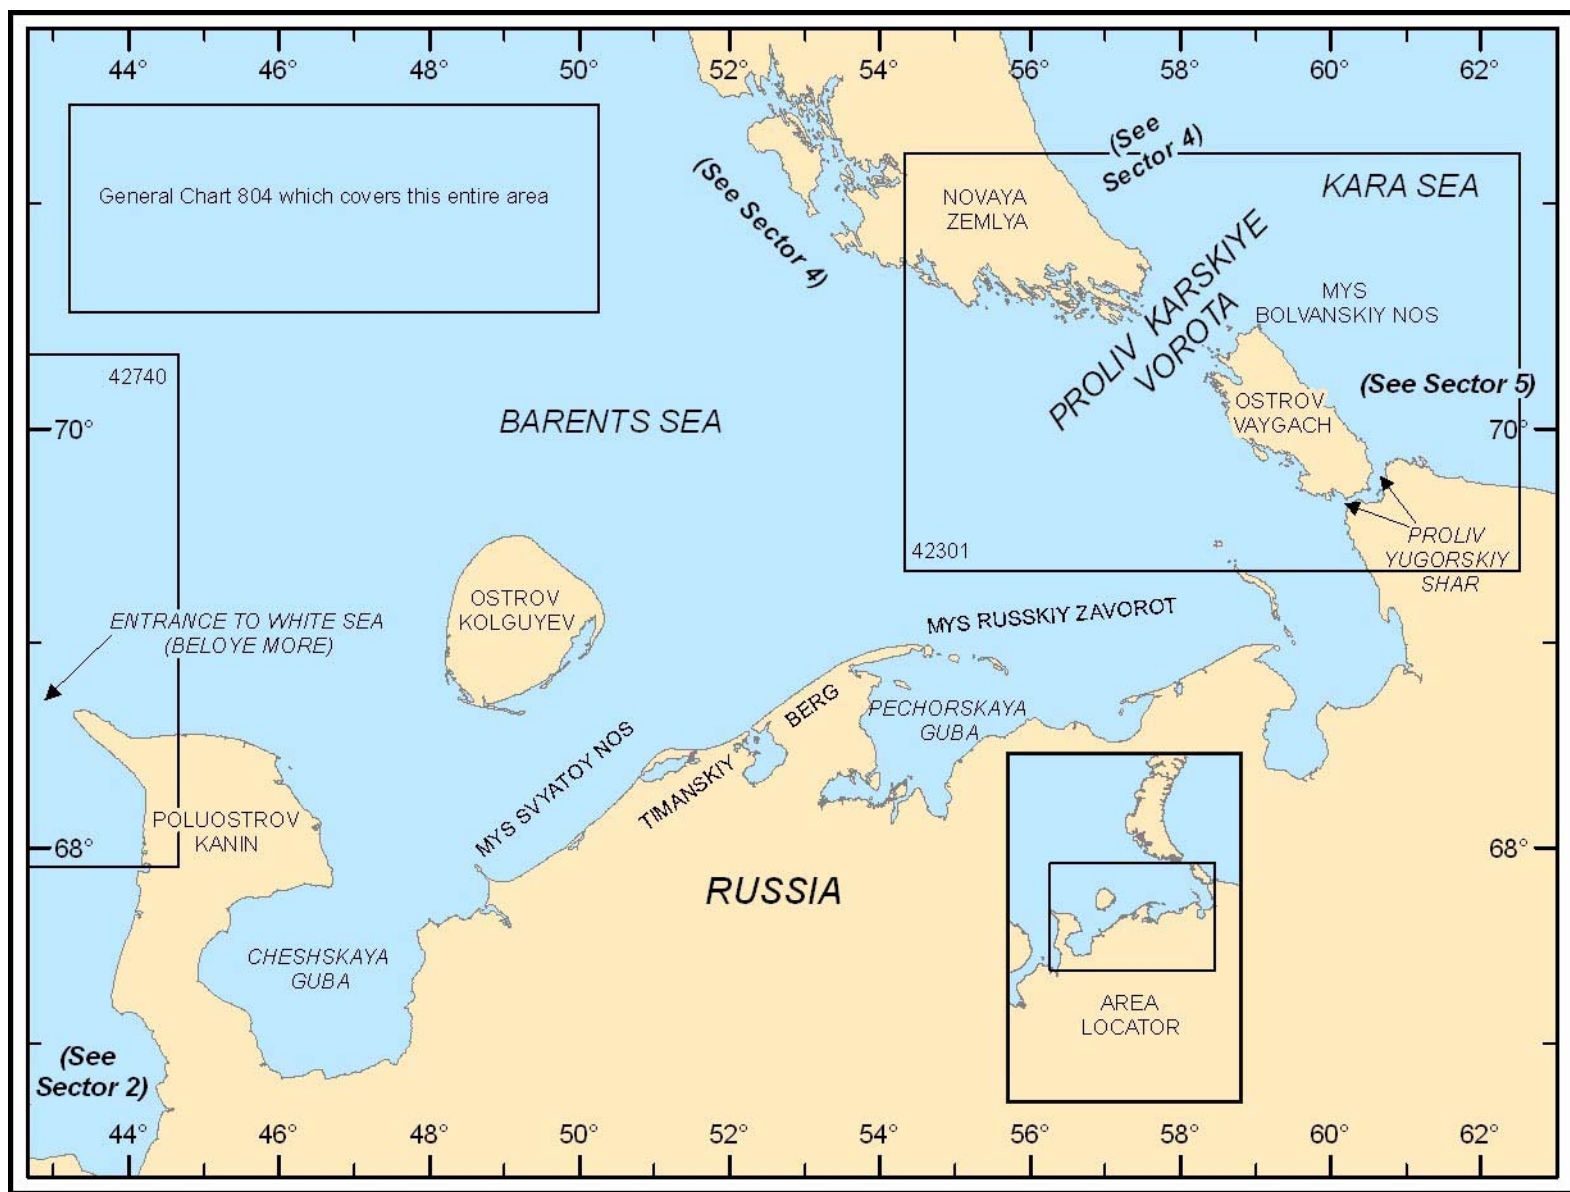 44° 46° 48° 50° 52° 54° 56° 58° 60° 62°
General Chart 804 which covers this entire area
(See Sector 4)
(See
Sector 4)
KARA SEA
NOVAYA
ZEMLYA
PROLIV KARSKIYE
VOROTA
MYS
BOLVANSKIY NOS
42740
(See Sector 5)
70°
BARENTS SEA
OSTROV
VAYGACH
70°
42301
PROLIV
YUGORSKIY
SHAR
OSTROV
KOLGUYEV
ENTRANCE TO WHITE SEA
(BELOYE MORE)
MYS RUSSKIY ZAVOROT
PECHORSKAYA
GUBA
MYS SVYATOY NOS
TIMANSKIY BERG
POLUOSTROV
KANIN
68°
68°
RUSSIA
CHESHSKAYA
GUBA
AREA
LOCATOR
(See
Sector 2)
44° 46° 48° 50° 52° 54° 56° 58° 60° 62°